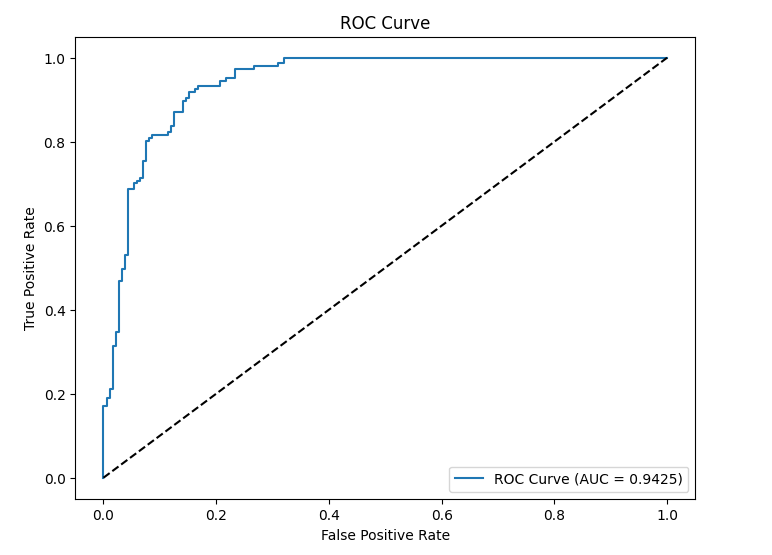 ROC Curve
1.0
0.8
0.6
0.4
0.2
0.0
True Positive Rate
ROC Curve (AUC = 0.9425)
0.0 0.2 0.4 0.6 0.8 1.0
False Positive Rate